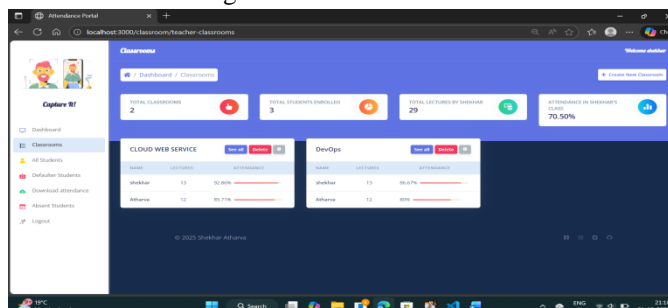 Attendance Portal
localhost:3000/classroom/teacher-classrooms
Classrooms
Welcome shekhar
/ Dashboard / Classrooms
+ Create New Classroom
Capture It!
Dashboard
Classrooms
All Students
Defaulter Students
Download attendance
Absent Students
Logout
TOTAL CLASSROOMS
2
TOTAL STUDENTS ENROLLED
3
TOTAL LECTURES BY SHEKHAR
29
ATTENDANCE IN SHEKHAR'S CLASS
70.50%
CLOUD WEB SERVICE
See all Delete
NAME LECTURES ATTENDANCE
shekhar 13 92.86%
Atharva 12 85.71%
DevOps
See all Delete
NAME LECTURES ATTENDANCE
shekhar 13 86.67%
Atharva 12 80%
© 2025 Shekhar Atharva
19°C
Search
ENG